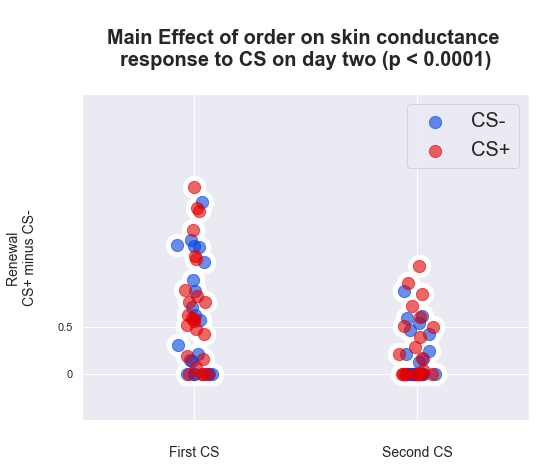 Main Effect of order on skin conductance
response to CS on day two (p < 0.0001)
CS-
CS+
Renewal
CS+ minus CS-
0.5
0
First CS
Second CS